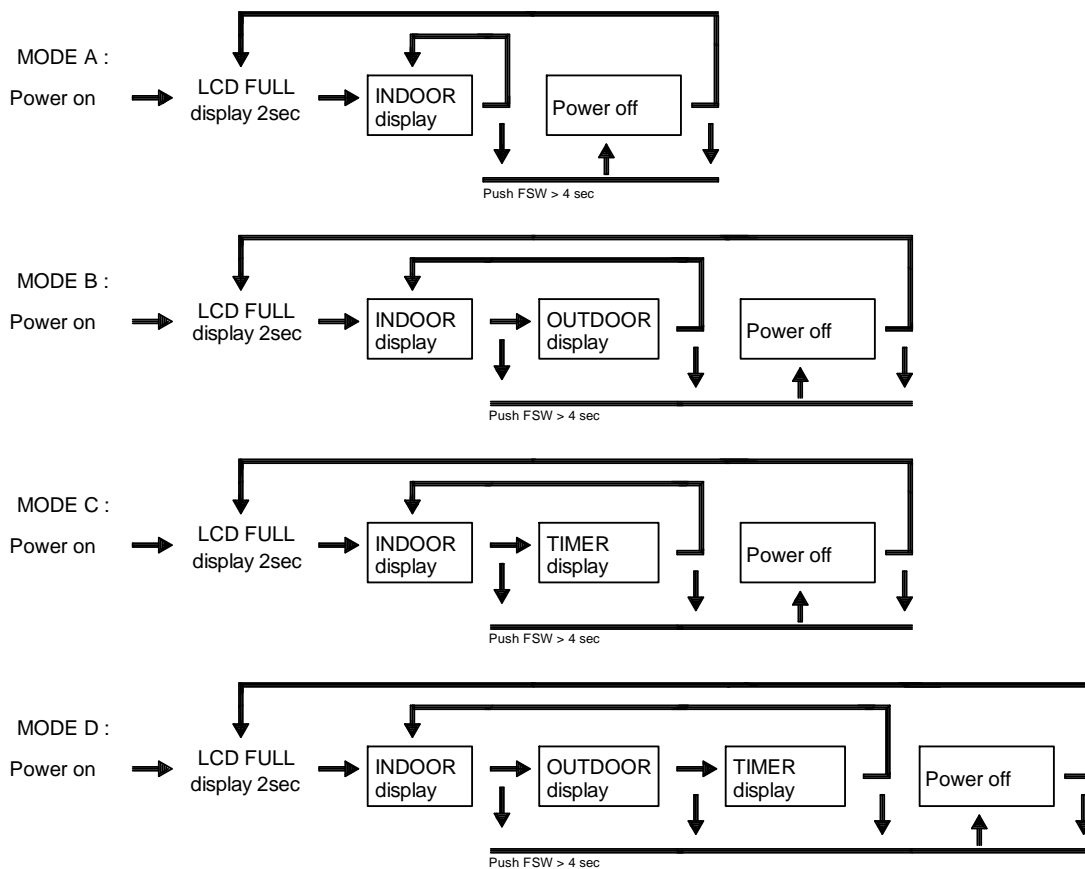 MODE A :
Power on
LCD FULL
display 2sec
INDOOR
display
Power off
Push FSW > 4 sec
MODE B :
Power on
LCD FULL
display 2sec
INDOOR
display
OUTDOOR
display
Power off
Push FSW > 4 sec
MODE C :
Power on
LCD FULL
display 2sec
INDOOR
display
TIMER
display
Power off
Push FSW > 4 sec
MODE D :
Power on
LCD FULL
display 2sec
INDOOR
display
OUTDOOR
display
TIMER
display
Power off
Push FSW > 4 sec